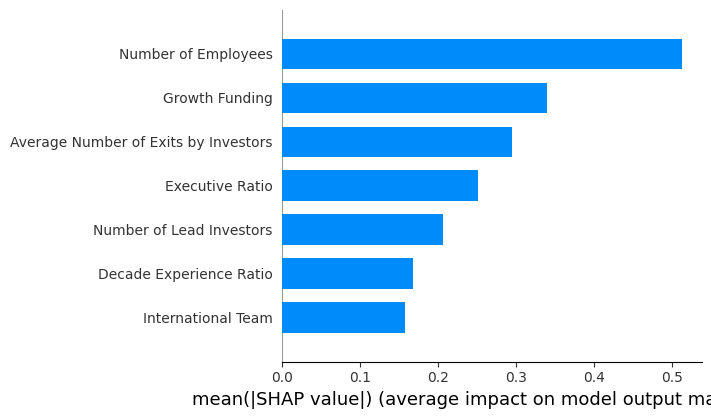 Number of Employees
Growth Funding
Average Number of Exits by Investors
Executive Ratio
Number of Lead Investors
Decade Experience Ratio
International Team
0.0 0.1 0.2 0.3 0.4 0.5
mean(|SHAP value|) (average impact on model output ma